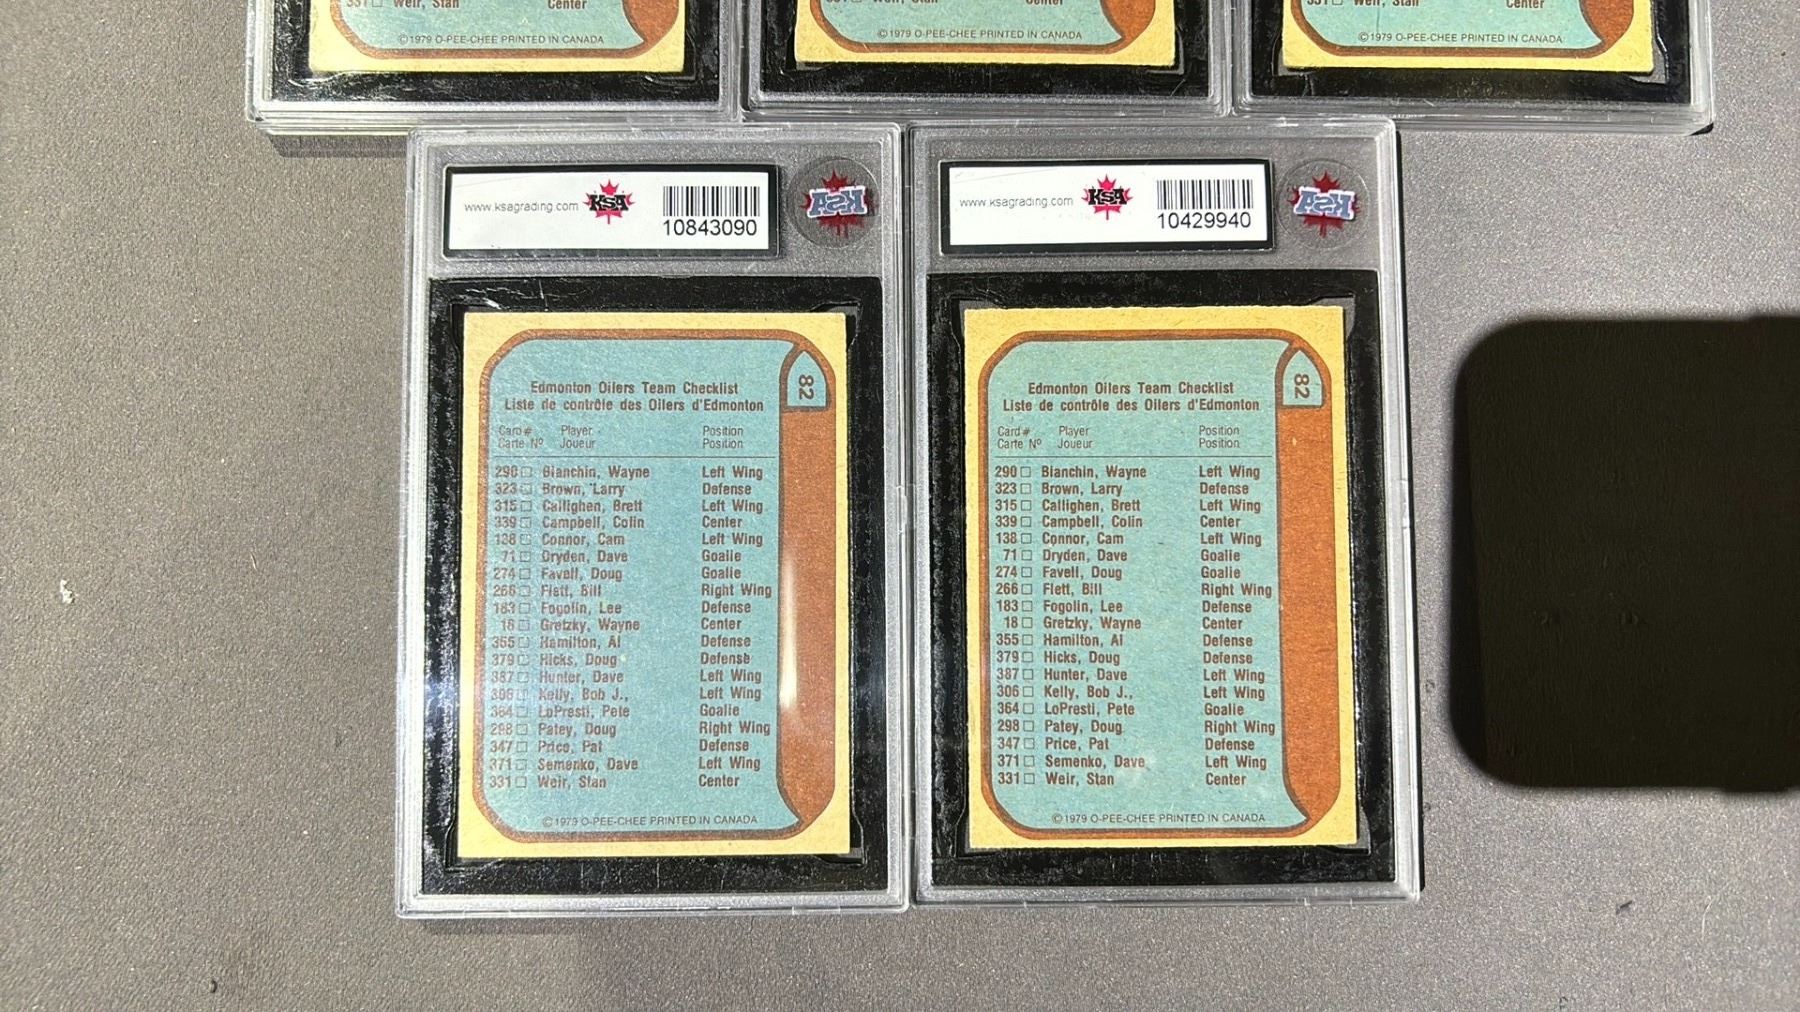 331 □ Weir, Stan Center
©1979 O-PEE-CHEE PRINTED IN CANADA
331 □ Weir, Stan Center
©1979 O-PEE-CHEE PRINTED IN CANADA
331 □ Weir, Stan Center
©1979 O-PEE-CHEE PRINTED IN CANADA
www.ksagrading.com KSA
10843090
KSA
82
Edmonton Oilers Team Checklist
Liste de contrôle des Oilers d'Edmonton
Card# Player Position
Carte Nº Joueur Position
290 □ Bianchin, Wayne Left Wing
323 □ Brown, Larry Defense
315 □ Callighen, Brett Left Wing
339 □ Campbell, Colin Center
138 □ Connor, Cam Left Wing
71 □ Dryden, Dave Goalie
274 □ Favell, Doug Goalie
266 □ Flett, Bill Right Wing
183 □ Fogolin, Lee Defense
18 □ Gretzky, Wayne Center
355 □ Hamilton, Al Defense
379 □ Hicks, Doug Defense
387 □ Hunter, Dave Left Wing
306 □ Kelly, Bob J., Left Wing
364 □ LoPresti, Pete Goalie
298 □ Patey, Doug Right Wing
347 □ Price, Pat Defense
371 □ Semenko, Dave Left Wing
331 □ Weir, Stan Center
©1979 O-PEE-CHEE PRINTED IN CANADA
www.ksagrading.com KSA
10429940
KSA
82
Edmonton Oilers Team Checklist
Liste de contrôle des Oilers d'Edmonton
Card# Player Position
Carte Nº Joueur Position
290 □ Bianchin, Wayne Left Wing
323 □ Brown, Larry Defense
315 □ Callighen, Brett Left Wing
339 □ Campbell, Colin Center
138 □ Connor, Cam Left Wing
71 □ Dryden, Dave Goalie
274 □ Favell, Doug Goalie
266 □ Flett, Bill Right Wing
183 □ Fogolin, Lee Defense
18 □ Gretzky, Wayne Center
355 □ Hamilton, Al Defense
379 □ Hicks, Doug Defense
387 □ Hunter, Dave Left Wing
306 □ Kelly, Bob J., Left Wing
364 □ LoPresti, Pete Goalie
298 □ Patey, Doug Right Wing
347 □ Price, Pat Defense
371 □ Semenko, Dave Left Wing
331 □ Weir, Stan Center
©1979 O-PEE-CHEE PRINTED IN CANADA